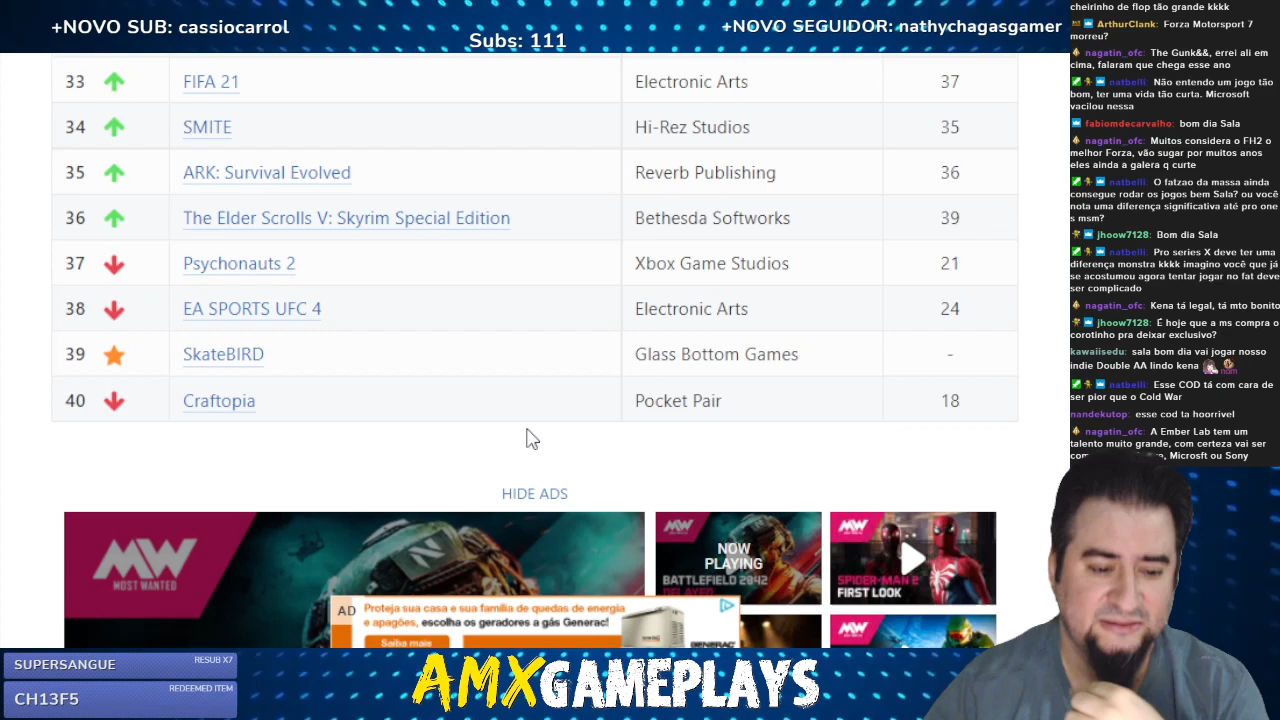 +NOVO SUB: cassiocarrol
Subs: 111
+NOVO SEGUIDOR: nathychagasgamer
33 FIFA 21 Electronic Arts 37
34 SMITE Hi-Rez Studios 35
35 ARK: Survival Evolved Reverb Publishing 36
36 The Elder Scrolls V: Skyrim Special Edition Bethesda Softworks 39
37 Psychonauts 2 Xbox Game Studios 21
38 EA SPORTS UFC 4 Electronic Arts 24
39 SkateBIRD Glass Bottom Games -
40 Craftopia Pocket Pair 18
HIDE ADS
MW
MOST WANTED
MW
NOW
PLAYING
BATTLEFIELD 2042
DELAYED
MW
SPIDER-MAN 2
FIRST LOOK
MW
AD
Proteja sua casa e sua família de quedas de energia
e apagões, escolha os geradores a gás Generac!
Saiba mais
GENERAC
SUPERSANGUE RESUB X7
CH13F5 REDEEMED ITEM
AMXGAMEPLAYS
cheirinho de flop tão grande kkkk
ArthurClank: Forza Motorsport 7
morreu?
nagatin_ofc: The Gunk&&, errei ali em
cima, falaram que chega esse ano
natbelli: Não entendo um jogo tão
bom, ter uma vida tão curta. Microsoft
vacilou nessa
fabiomdecarvalho: bom dia Sala
nagatin_ofc: Muitos considera o FH2 o
melhor Forza, vão sugar por muitos anos
eles ainda a galera q curte
natbelli: O fatzao da massa ainda
consegue rodar os jogos bem Sala? ou você
nota uma diferença significativa até pro one
s msm?
jhoow7128: Bom dia Sala
natbelli: Pro series X deve ter uma
diferença monstra kkkk imagino você que já
se acostumou agora tentar jogar no fat deve
ser complicado
nagatin_ofc: Kena tá legal, tá mto bonito
jhoow7128: É hoje que a ms compra o
corotinho pra deixar exclusivo?
kawaiisedu: sala bom dia vai jogar nosso
indie Double AA lindo kena
natbelli: Esse COD tá com cara de
ser pior que o Cold War
nandekutop: esse cod ta hoorrivel
nagatin_ofc: A Ember Lab tem um
talento muito grande, com certeza vai ser
Microsft ou Sony